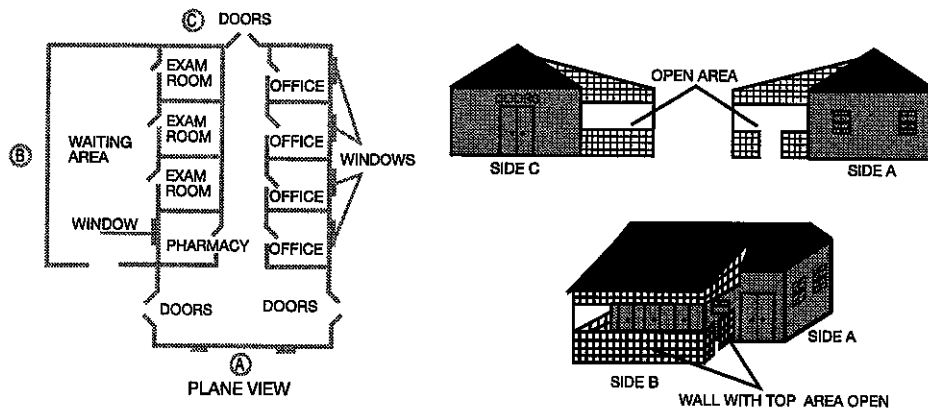 C DOORS
EXAM
ROOM
OFFICE
EXAM
ROOM
OFFICE
B
WAITING
AREA
WINDOWS
EXAM
ROOM
OFFICE
WINDOW
PHARMACY
OFFICE
DOORS
DOORS
A
PLANE VIEW
OPEN AREA
DOORS
SIDE C
SIDE A
SIDE A
SIDE B
WALL WITH TOP AREA OPEN